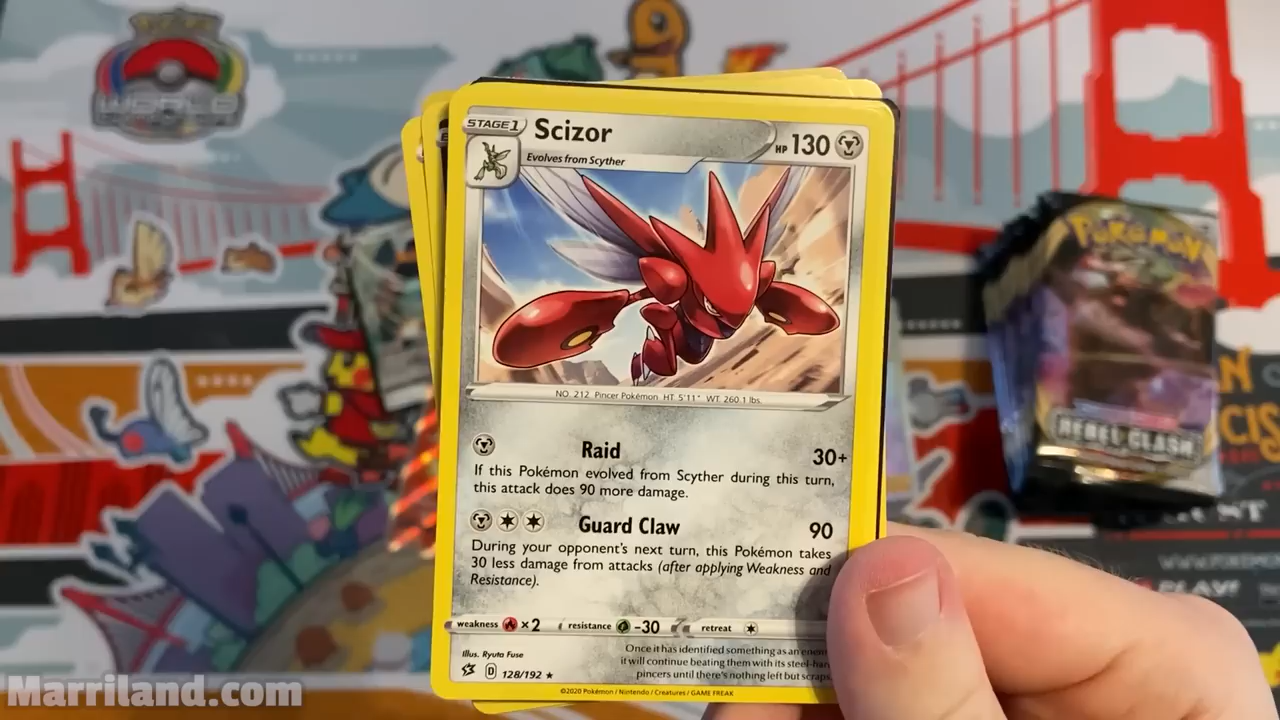 WORLD
STAGE 1
Scizor
HP 130
Evolves from Scyther
NO. 212 Pincer Pokémon HT. 5'11" WT. 260.1 lbs.
Raid 30+
If this Pokémon evolved from Scyther during this turn,
this attack does 90 more damage.
Guard Claw 90
During your opponent's next turn, this Pokémon takes
30 less damage from attacks (after applying Weakness and
Resistance).
weakness ×2 resistance -30 retreat
Illus. Ryuta Fuse
D 128/192 ★
Once it has identified something as an enem
it will continue beating them with its steel-har
pincers until there's nothing left but scraps
©2020 Pokémon / Nintendo / Creatures / GAME FREAK
POKÉMON
REBEL CLASH
PLAY!
Marriland.com